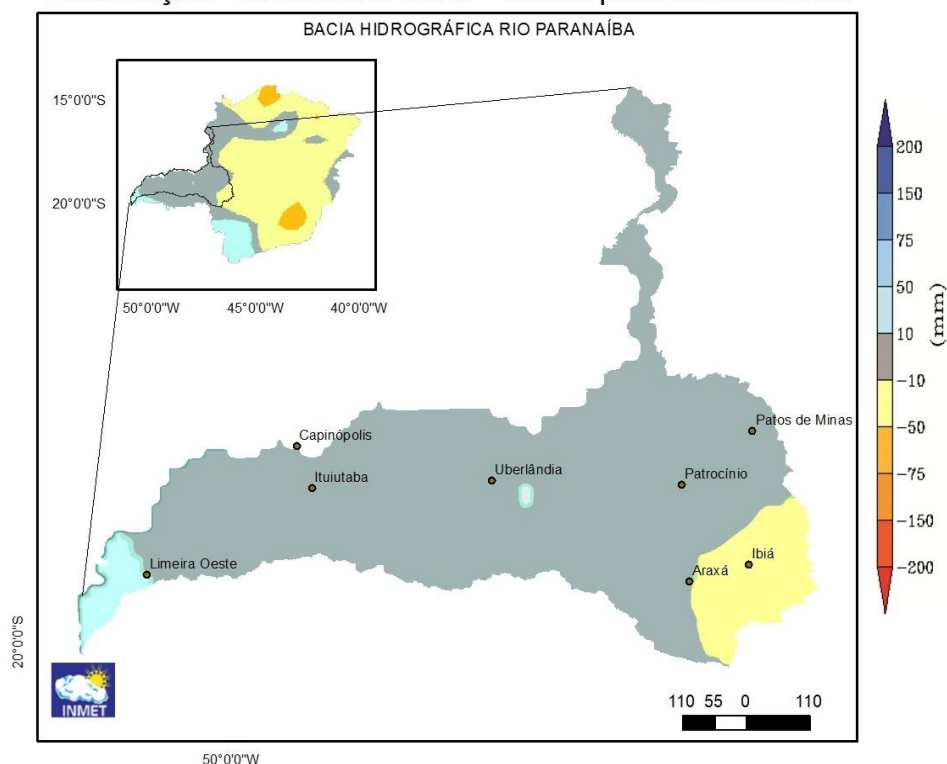 BACIA HIDROGRÁFICA RIO PARANAÍBA
15°0'0"S
20°0'0"S
50°0'0"W 45°0'0"W 40°0'0"W
200
150
75
50
10
-10
-50
-75
-150
-200
(mm)
Patos de Minas
Capinópolis
Uberlândia
Ituiutaba
Patrocínio
Limeira Oeste
Ibiá
Araxá
20°0'0"S
INMET
110 55 0 110
50°0'0"W